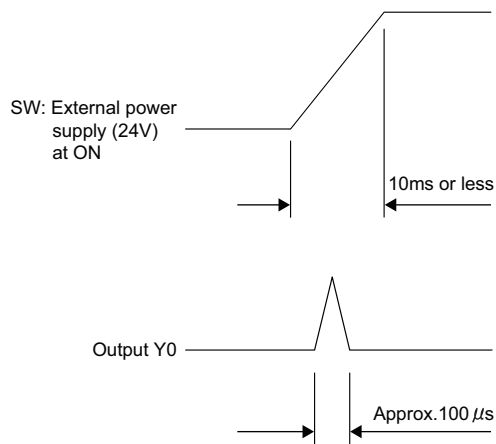 SW: External power
supply (24V)
at ON
10ms or less
Output Y0
Approx.100 μs